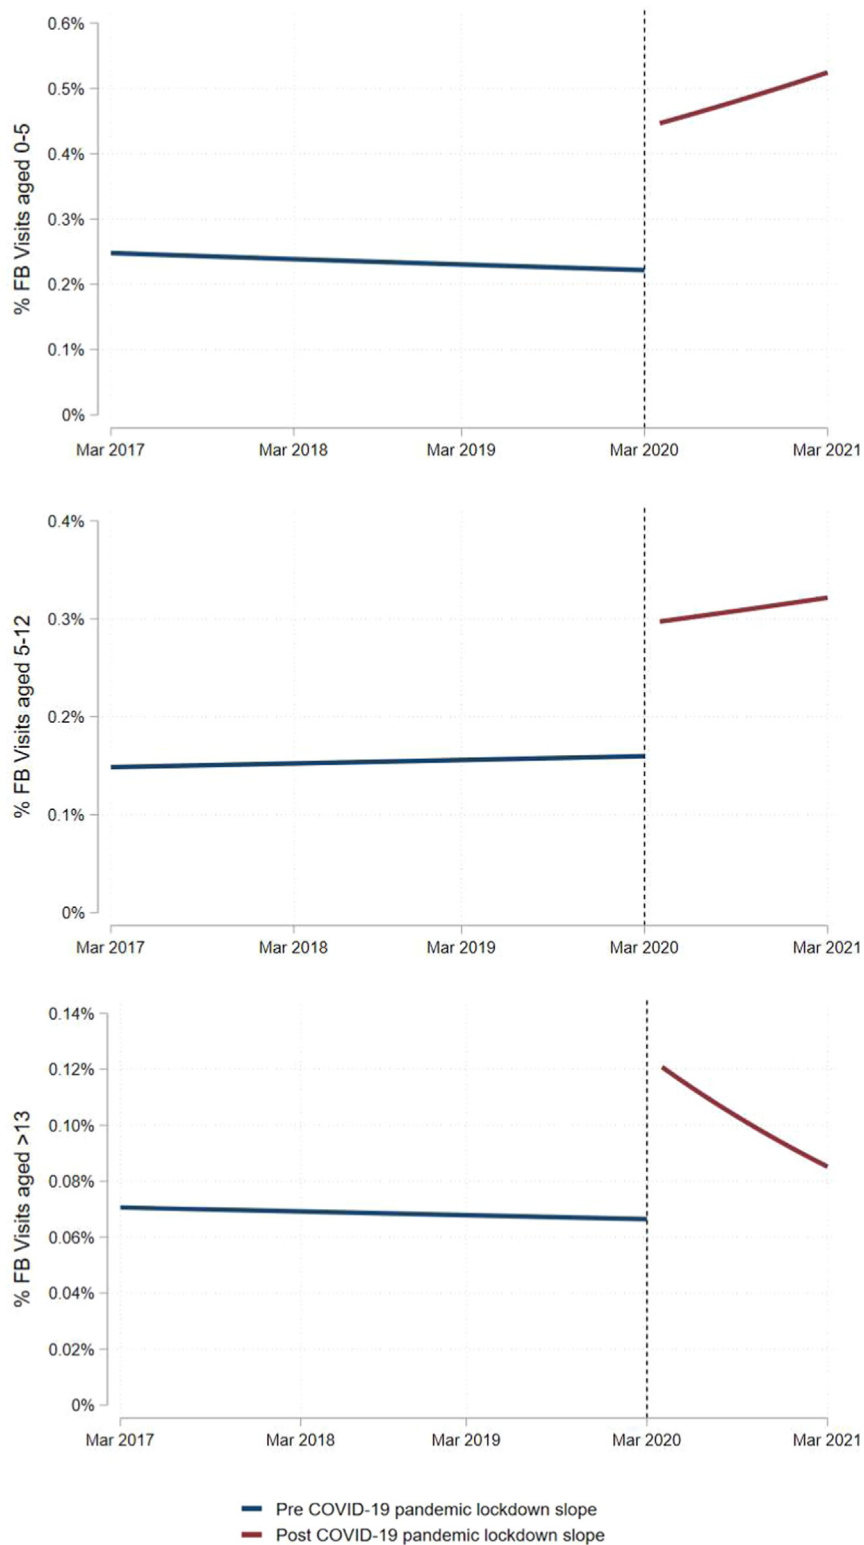 % FB Visits aged 0-5
0.6%
0.5%
0.4%
0.3%
0.2%
0.1%
0%
Mar 2017 Mar 2018 Mar 2019 Mar 2020 Mar 2021
% FB Visits aged 5-12
0.4%
0.3%
0.2%
0.1%
0%
Mar 2017 Mar 2018 Mar 2019 Mar 2020 Mar 2021
% FB Visits aged >13
0.14%
0.12%
0.10%
0.08%
0.06%
0.04%
0.02%
0%
Mar 2017 Mar 2018 Mar 2019 Mar 2020 Mar 2021
Pre COVID-19 pandemic lockdown slope
Post COVID-19 pandemic lockdown slope